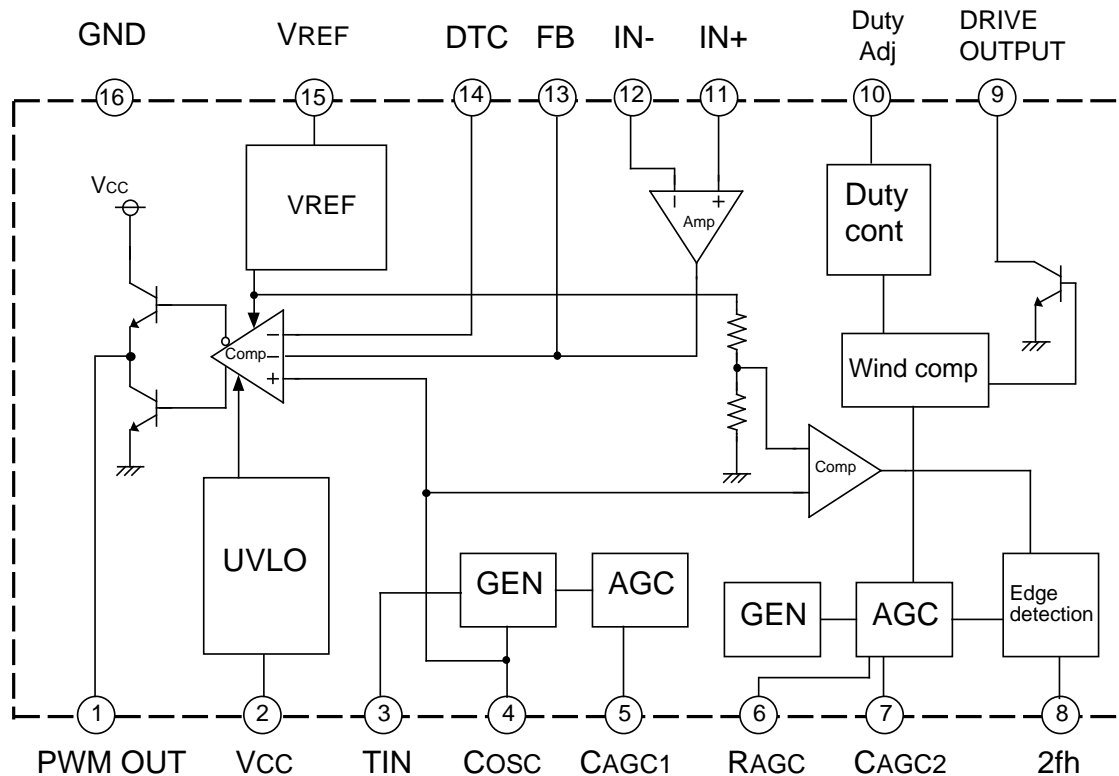 GND VREF DTC FB IN- IN+ Duty Adj DRIVE OUTPUT
16 15 14 13 12 11 10 9
VCC
VREF
− +
Amp
Duty
cont
Comp
−
−
+
Wind comp
Comp
UVLO
GEN
AGC
GEN
AGC
Edge
detection
1 2 3 4 5 6 7 8
PWM OUT VCC TIN COSC CAGC1 RAGC CAGC2 2fh